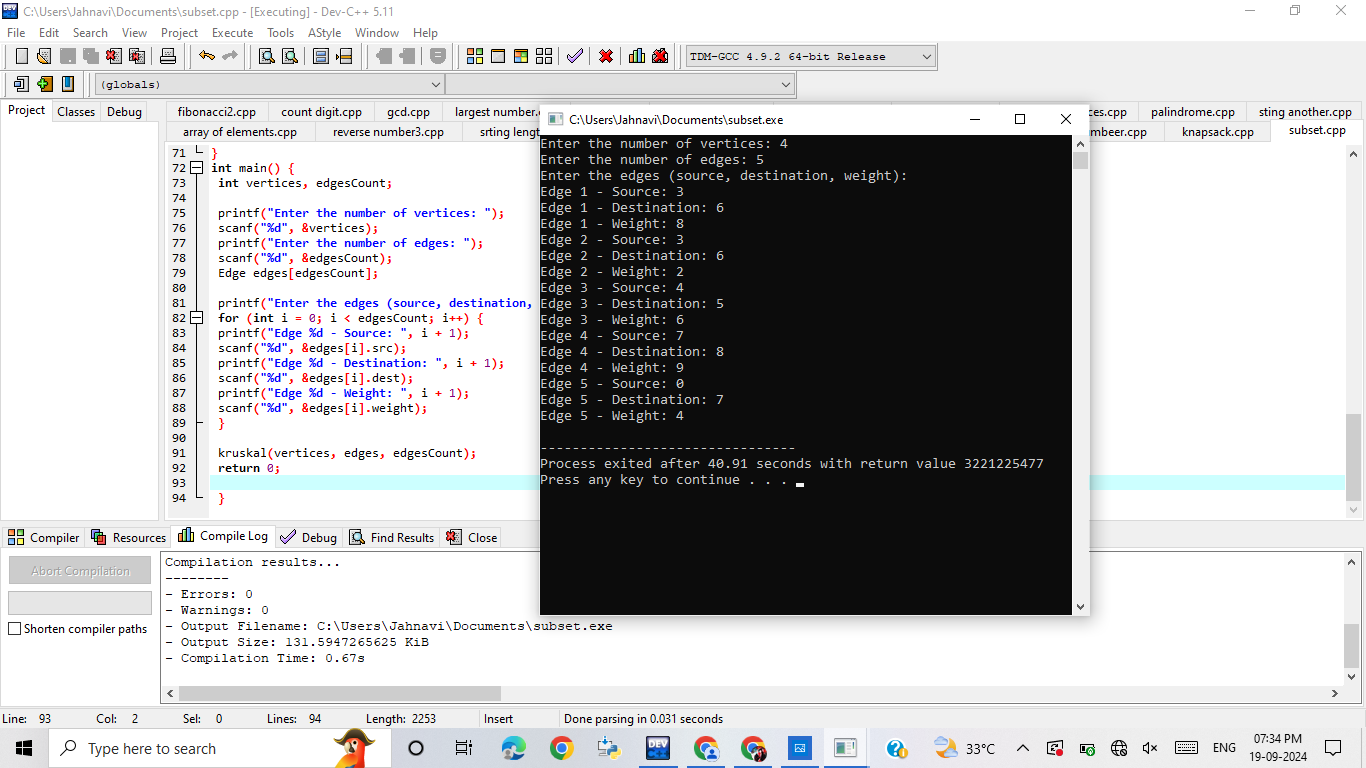 C:\Users\Jahnavi\Documents\subset.cpp - [Executing] - Dev-C++ 5.11
File Edit Search View Project Execute Tools AStyle Window Help
TDM-GCC 4.9.2 64-bit Release
(globals)
Project Classes Debug
fibonacci2.cpp count digit.cpp gcd.cpp largest number. palindrome.cpp sting another.cpp
array of elements.cpp reverse number3.cpp knapsack.cpp subset.cpp
71 }
72 int main() {
73 int vertices, edgesCount;
74
75 printf("Enter the number of vertices: ");
76 scanf("%d", &vertices);
77 printf("Enter the number of edges: ");
78 scanf("%d", &edgesCount);
79 Edge edges[edgesCount];
80
81 printf("Enter the edges (source, destination,
82 for (int i = 0; i < edgesCount; i++) {
83 printf("Edge %d - Source: ", i + 1);
84 scanf("%d", &edges[i].src);
85 printf("Edge %d - Destination: ", i + 1);
86 scanf("%d", &edges[i].dest);
87 printf("Edge %d - Weight: ", i + 1);
88 scanf("%d", &edges[i].weight);
89 }
90
91 kruskal(vertices, edges, edgesCount);
92 return 0;
93
94 }
C:\Users\Jahnavi\Documents\subset.exe
Enter the number of vertices: 4
Enter the number of edges: 5
Enter the edges (source, destination, weight):
Edge 1 - Source: 3
Edge 1 - Destination: 6
Edge 1 - Weight: 8
Edge 2 - Source: 3
Edge 2 - Destination: 6
Edge 2 - Weight: 2
Edge 3 - Source: 4
Edge 3 - Destination: 5
Edge 3 - Weight: 6
Edge 4 - Source: 7
Edge 4 - Destination: 8
Edge 4 - Weight: 9
Edge 5 - Source: 0
Edge 5 - Destination: 7
Edge 5 - Weight: 4
--------------------------------
Process exited after 40.91 seconds with return value 3221225477
Press any key to continue . . .
Compiler Resources Compile Log Debug Find Results Close
Abort Compilation
Shorten compiler paths
Compilation results...
--------
- Errors: 0
- Warnings: 0
- Output Filename: C:\Users\Jahnavi\Documents\subset.exe
- Output Size: 131.5947265625 KiB
- Compilation Time: 0.67s
Line: 93 Col: 2 Sel: 0 Lines: 94 Length: 2253 Insert Done parsing in 0.031 seconds
Type here to search
DEV
33°C
ENG
07:34 PM
19-09-2024